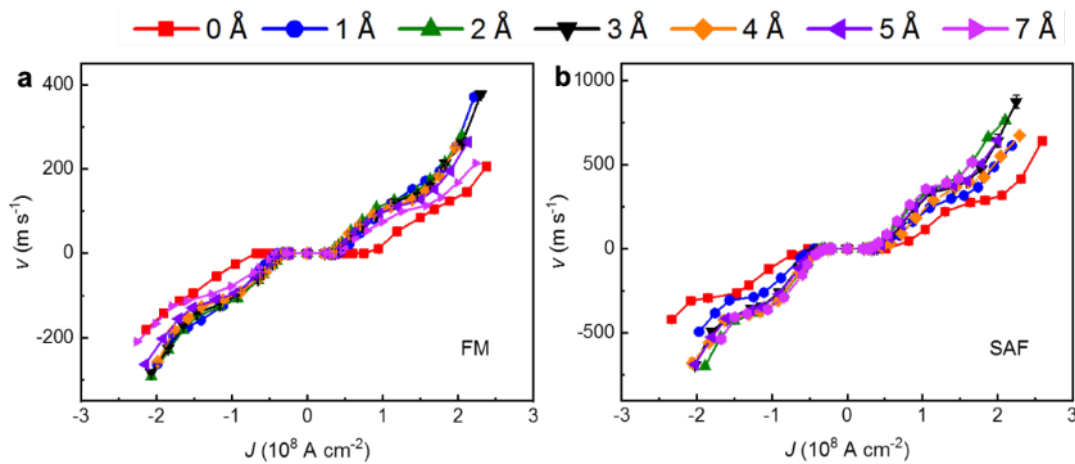 0 Å 1 Å 2 Å 3 Å 4 Å 5 Å 7 Å
a
400
200
0
-200
v (m s⁻¹)
FM
-3 -2 -1 0 1 2 3
J (10⁸ A cm⁻²)
b
1000
500
0
-500
v (m s⁻¹)
SAF
-3 -2 -1 0 1 2 3
J (10⁸ A cm⁻²)